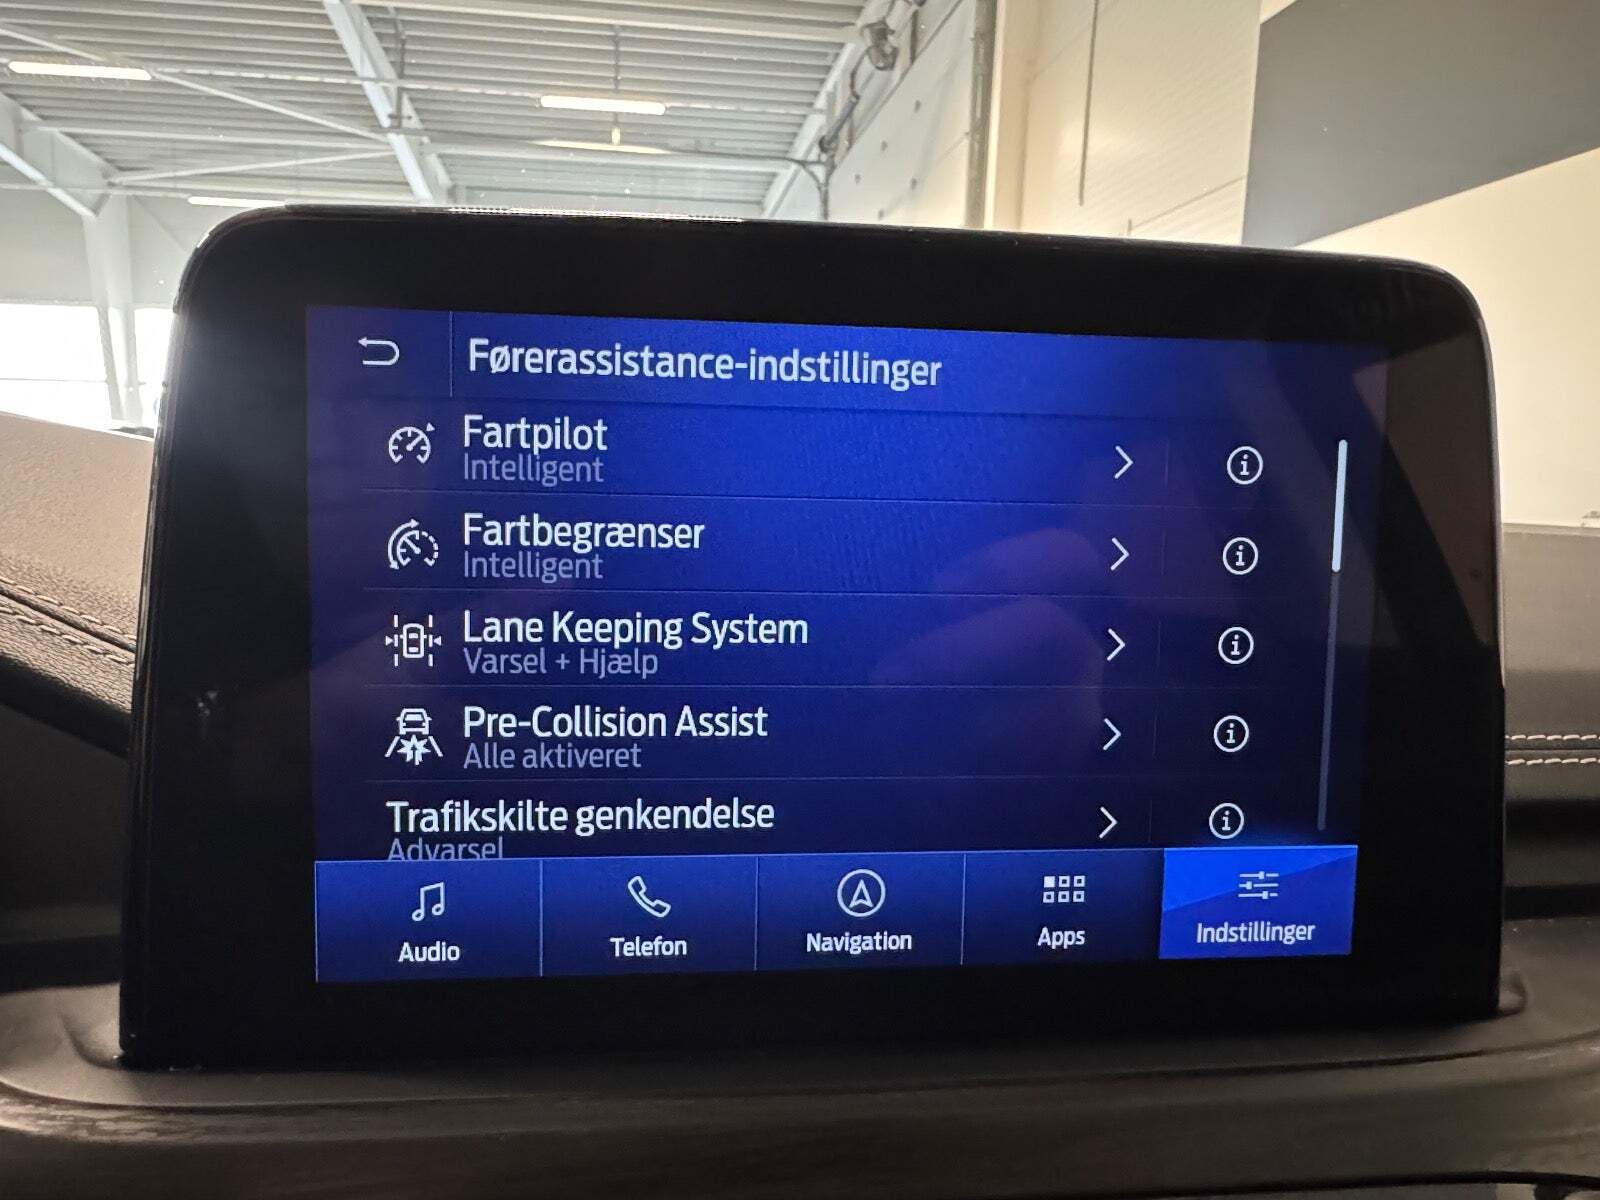 Førerassistance-indstillinger
Fartpilot
Intelligent
Fartbegrænser
Intelligent
Lane Keeping System
Varsel + Hjælp
Pre-Collision Assist
Alle aktiveret
Trafikskilte genkendelse
Advarsel
Audio
Telefon
Navigation
Apps
Indstillinger